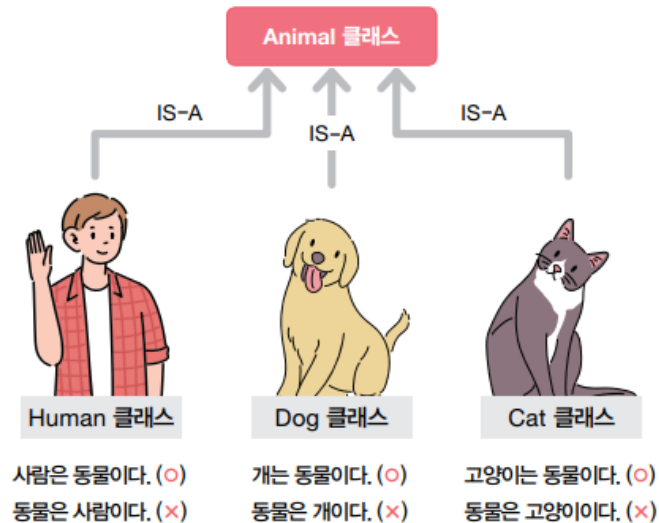 Animal 클래스
IS-A
IS-A
IS-A
Human 클래스
Dog 클래스
Cat 클래스
사람은 동물이다. (O)
동물은 사람이다. (×)
개는 동물이다. (O)
동물은 개이다. (×)
고양이는 동물이다. (O)
동물은 고양이이다. (×)